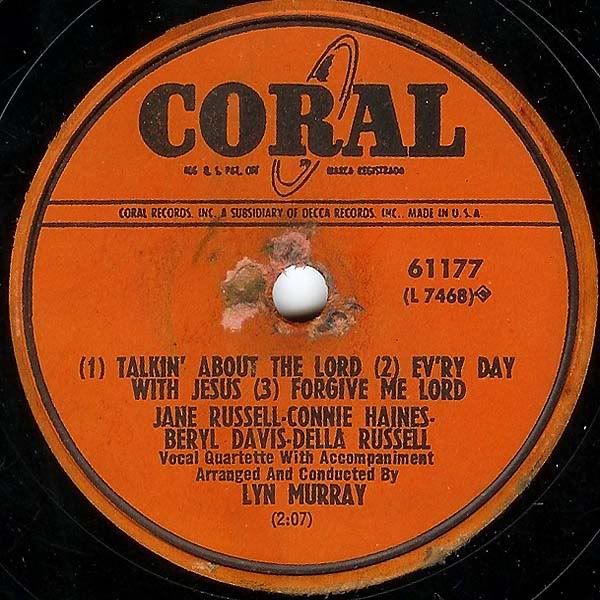 CORAL
REG. U. S. PAT. OFF. MARCA REGISTRADO
CORAL RECORDS, INC. A SUBSIDIARY OF DECCA RECORDS, INC., MADE IN U. S. A.
61177
(L 7468)
(1) TALKIN' ABOUT THE LORD (2) EV'RY DAY
WITH JESUS (3) FORGIVE ME LORD
JANE RUSSELL-CONNIE HAINES-
BERYL DAVIS-DELLA RUSSELL
Vocal Quartette With Accompaniment
Arranged And Conducted By
LYN MURRAY
(2:07)